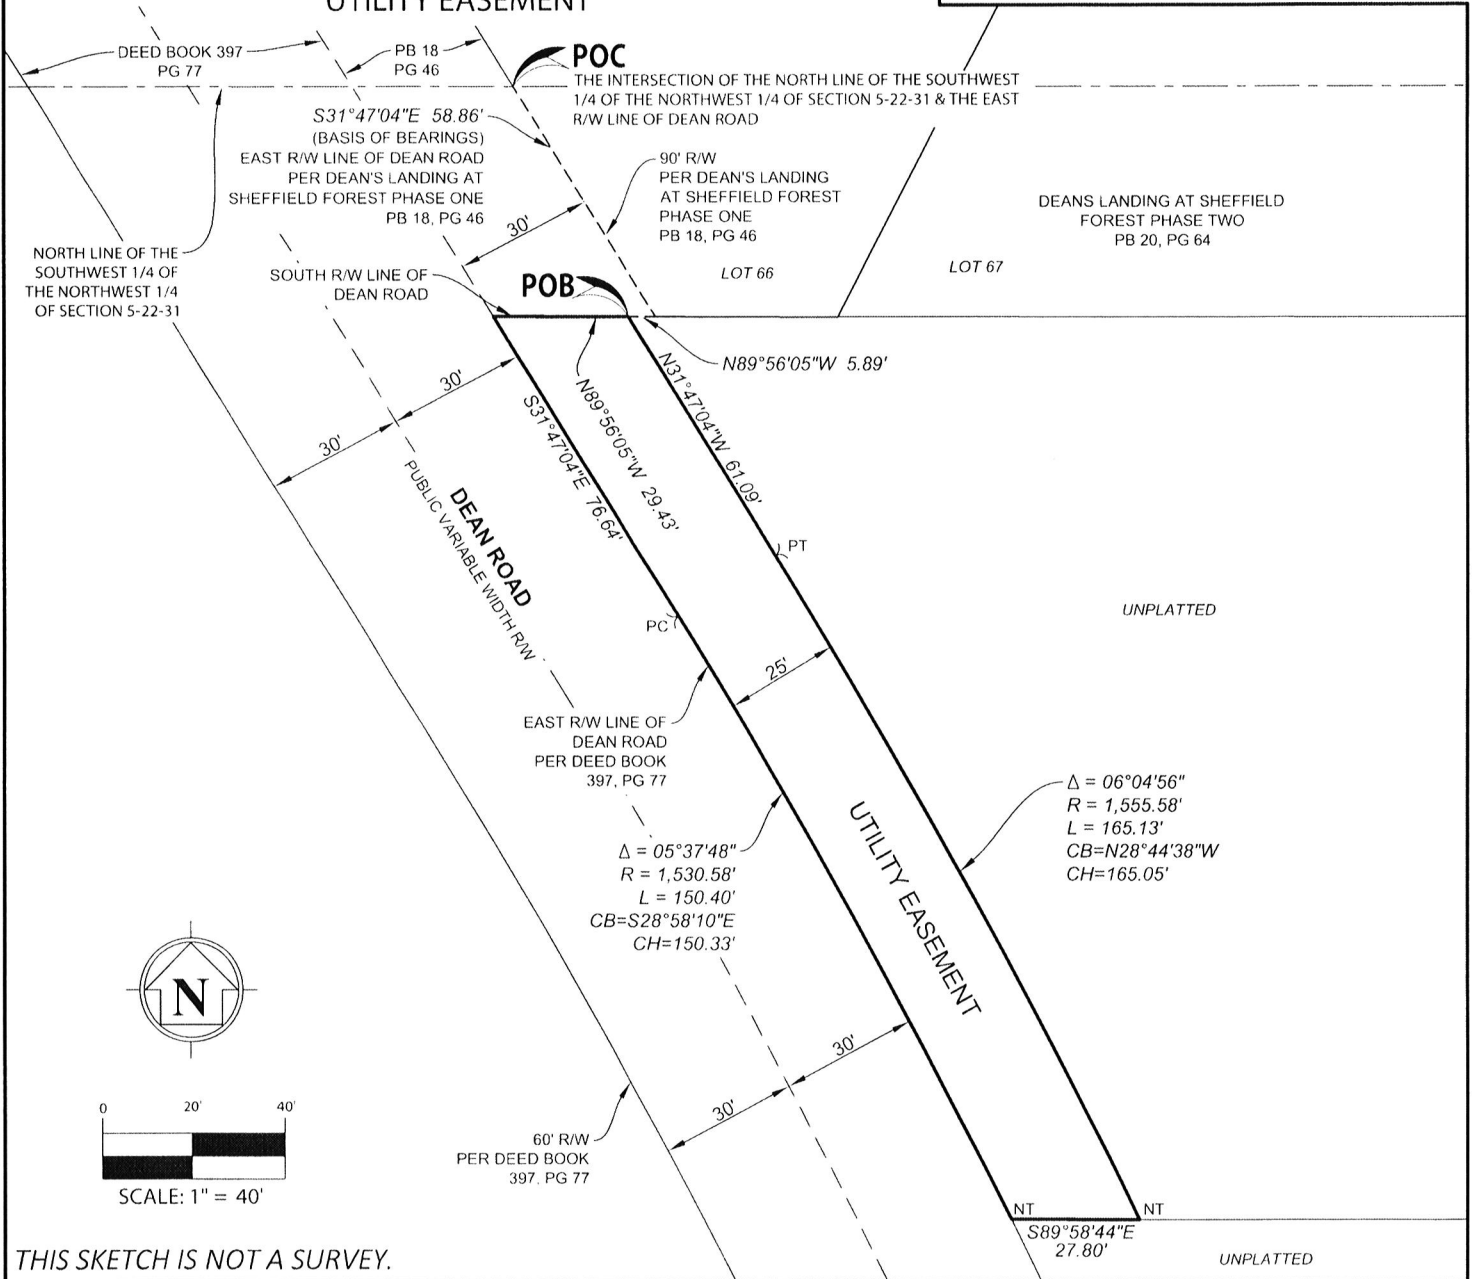 UTILITY EASEMENT
DEED BOOK 397
PG 77
PB 18
PG 46
POC
THE INTERSECTION OF THE NORTH LINE OF THE SOUTHWEST
1/4 OF THE NORTHWEST 1/4 OF SECTION 5-22-31 & THE EAST
R/W LINE OF DEAN ROAD
S31°47'04"E 58.86'
(BASIS OF BEARINGS)
EAST R/W LINE OF DEAN ROAD
PER DEAN'S LANDING AT
SHEFFIELD FOREST PHASE ONE
PB 18, PG 46
90' R/W
PER DEAN'S LANDING
AT SHEFFIELD FOREST
PHASE ONE
PB 18, PG 46
DEANS LANDING AT SHEFFIELD
FOREST PHASE TWO
PB 20, PG 64
30'
NORTH LINE OF THE
SOUTHWEST 1/4 OF
THE NORTHWEST 1/4
OF SECTION 5-22-31
SOUTH R/W LINE OF
DEAN ROAD
POB
LOT 66
LOT 67
N89°56'05"W 5.89'
N31°47'04"W 61.09'
N89°56'05"W 29.43'
S31°47'04"E 76.64'
30'
30'
DEAN ROAD
PUBLIC VARIABLE WIDTH R/W
PT
PC
UNPLATTED
25'
EAST R/W LINE OF
DEAN ROAD
PER DEED BOOK
397, PG 77
Δ = 06°04'56"
R = 1,555.58'
L = 165.13'
CB=N28°44'38"W
CH=165.05'
Δ = 05°37'48"
R = 1,530.58'
L = 150.40'
CB=S28°58'10"E
CH=150.33'
UTILITY EASEMENT
N
30'
30'
0 20' 40'
SCALE: 1" = 40'
60' R/W
PER DEED BOOK
397, PG 77
NT
NT
S89°58'44"E
27.80'
UNPLATTED
THIS SKETCH IS NOT A SURVEY.